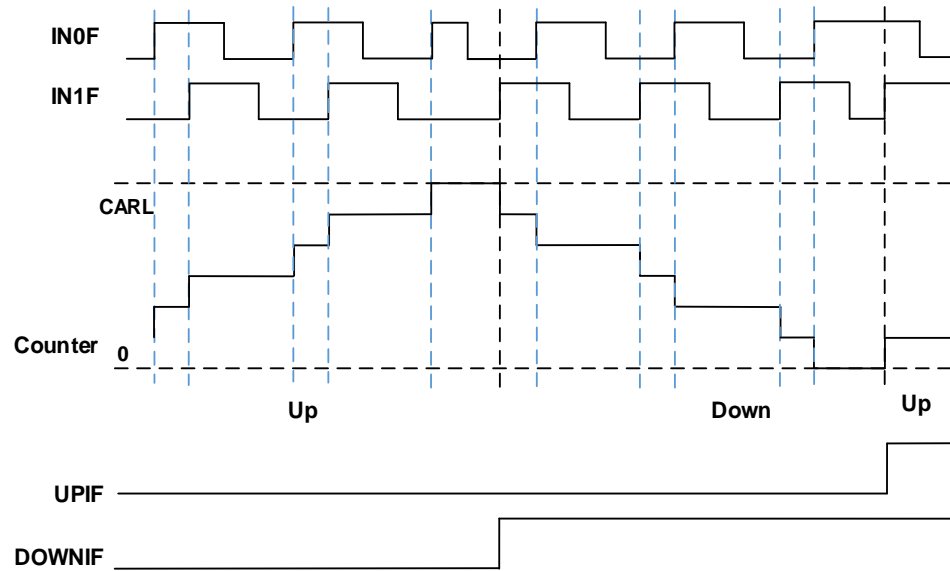 IN0F
IN1F
CARL
Counter 0
Up Down Up
UPIF
DOWNIF